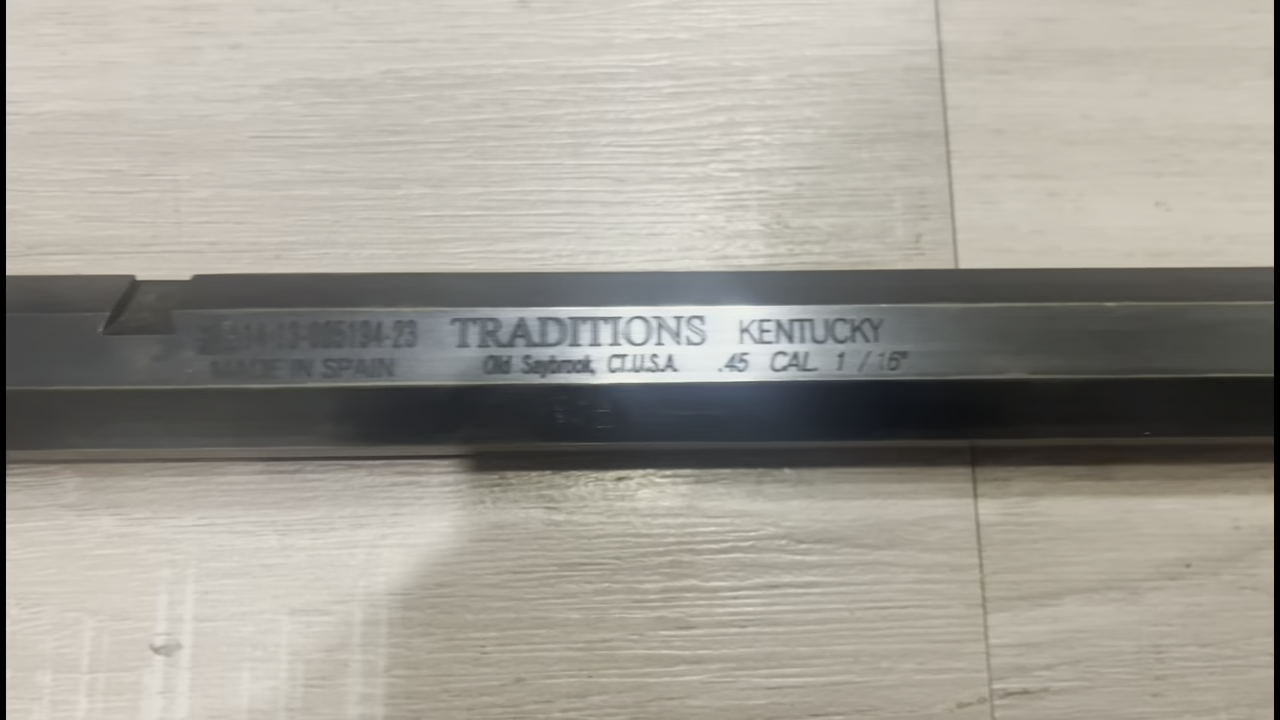 TRADITIONS KENTUCKY
MADE IN SPAIN Old Saybrook, CT.U.S.A. .45 CAL 1 / 16"